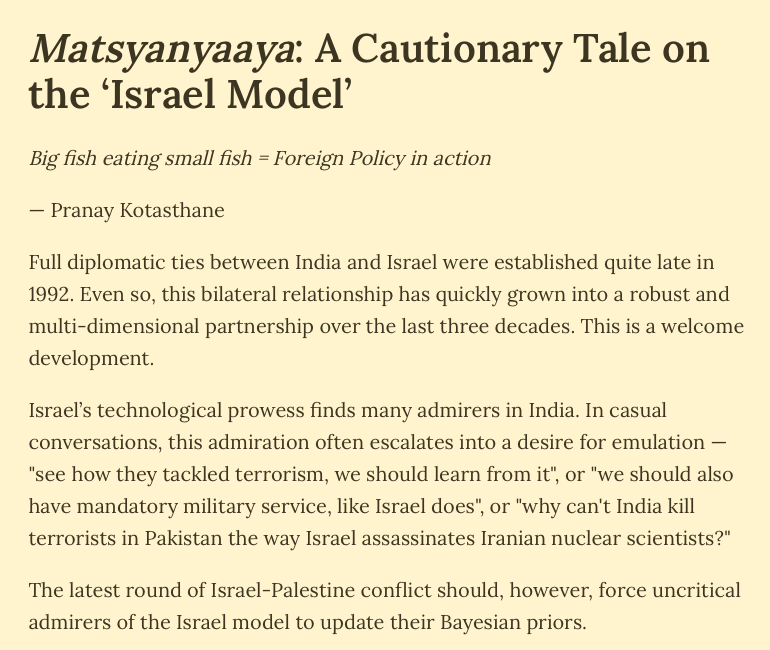 Matsyanyaaya: A Cautionary Tale on
the ‘Israel Model’
Big fish eating small fish = Foreign Policy in action
— Pranay Kotasthane
Full diplomatic ties between India and Israel were established quite late in
1992. Even so, this bilateral relationship has quickly grown into a robust and
multi-dimensional partnership over the last three decades. This is a welcome
development.
Israel’s technological prowess finds many admirers in India. In casual
conversations, this admiration often escalates into a desire for emulation —
"see how they tackled terrorism, we should learn from it", or "we should also
have mandatory military service, like Israel does", or "why can't India kill
terrorists in Pakistan the way Israel assassinates Iranian nuclear scientists?"
The latest round of Israel-Palestine conflict should, however, force uncritical
admirers of the Israel model to update their Bayesian priors.